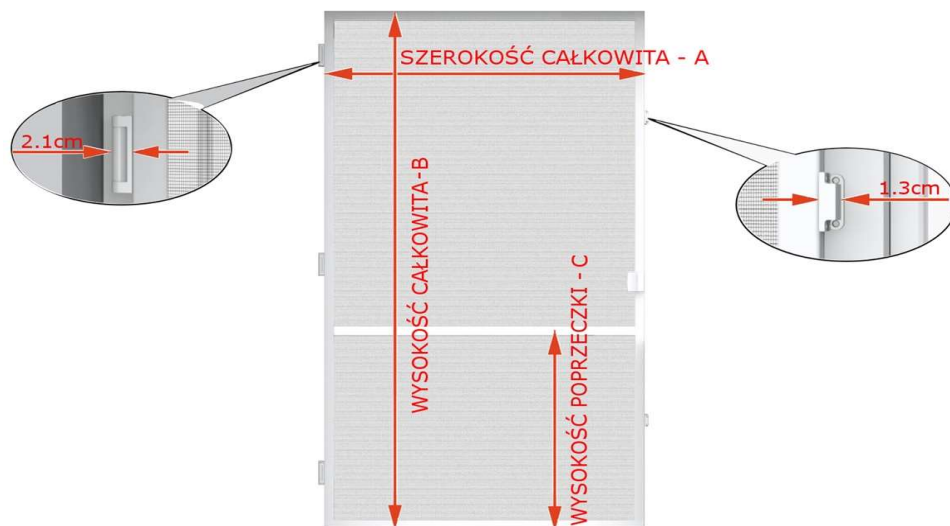 SZEROKOŚĆ CAŁKOWITA - A
2.1cm
WYSOKOŚĆ CAŁKOWITA-B
1.3cm
WYSOKOŚĆ POPRZECZKI - C